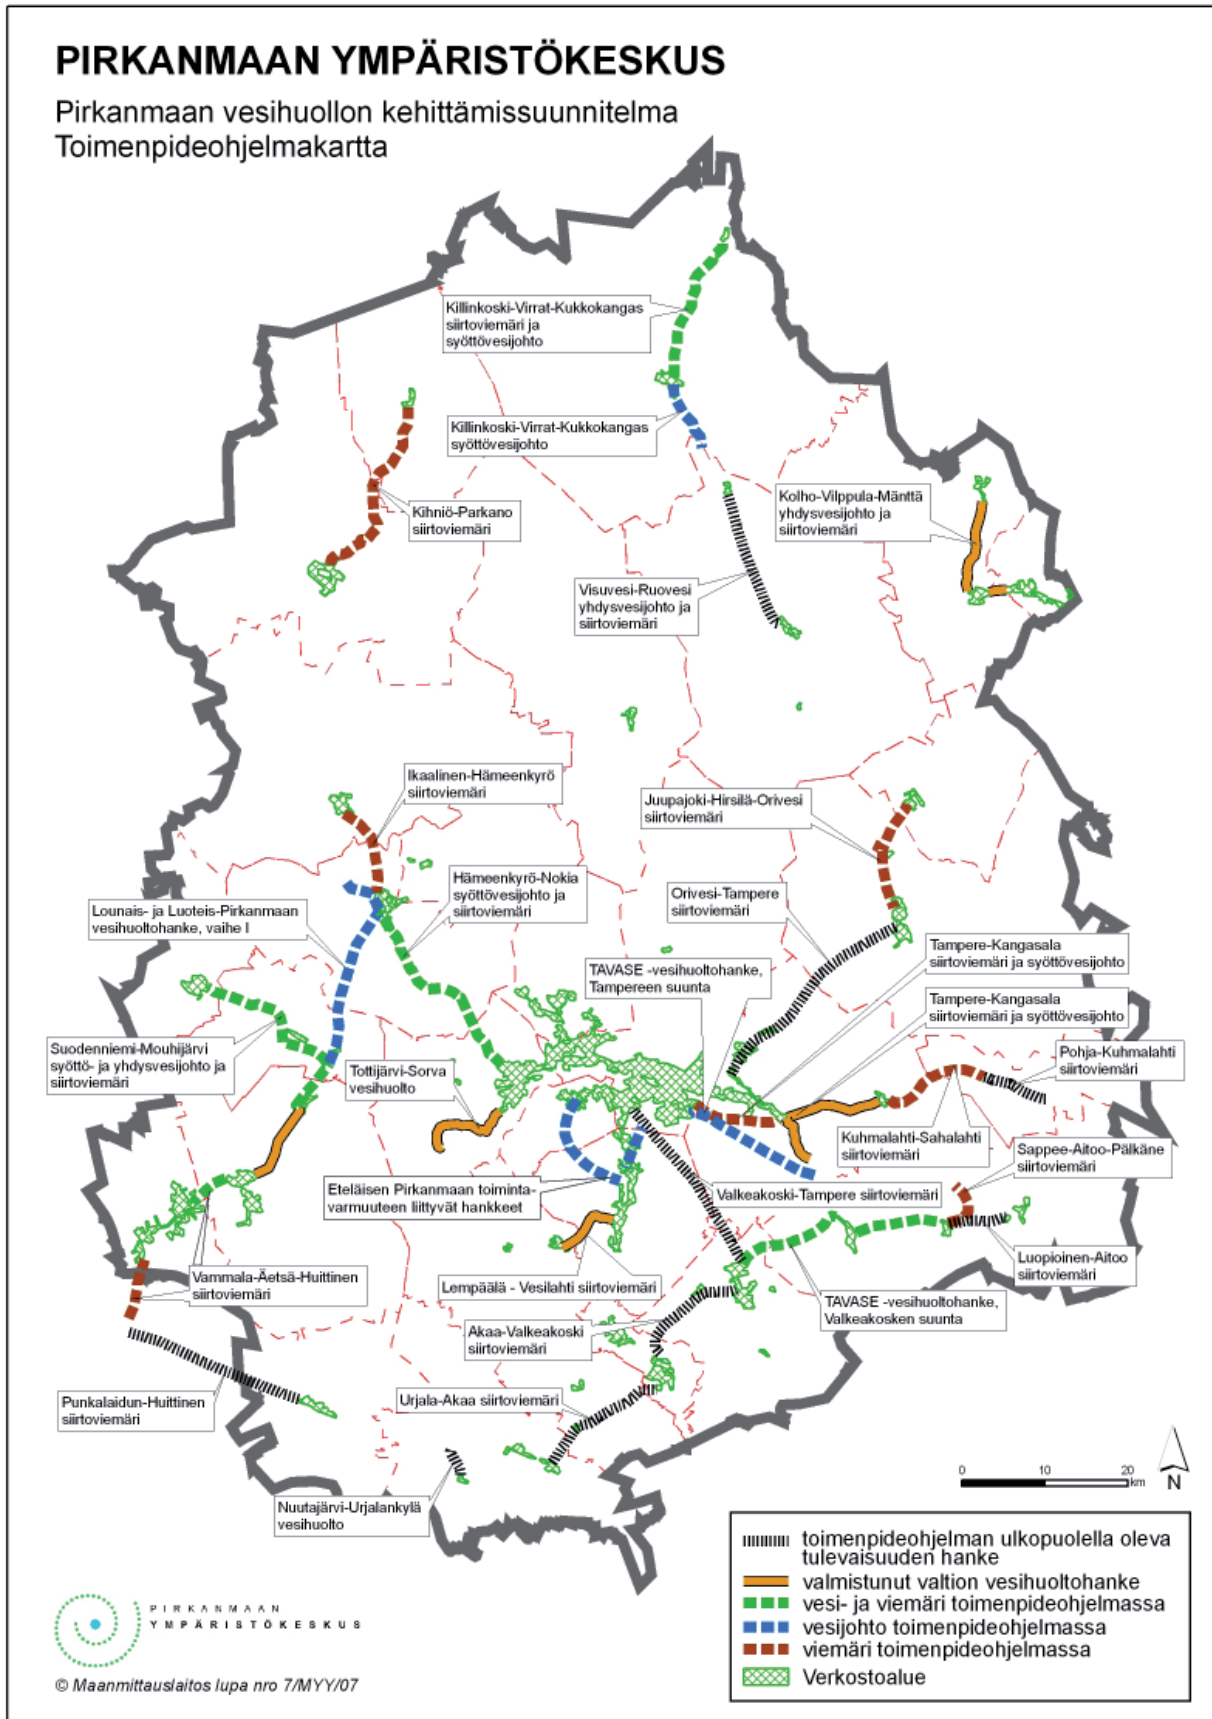 PIRKANMAAN YMPÄRISTÖKESKUS
Pirkanmaan vesihuollon kehittämissuunnitelma
Toimenpideohjelmakartta
Killinkoski-Virrat-Kukkokangas
siirtoviemäri ja
syöttövesijohto
Killinkoski-Virrat-Kukkokangas
syöttövesijohto
Kihniö-Parkano
siirtoviemäri
Kolho-Vilppula-Mänttä
yhdysvesijohto ja
siirtoviemäri
Visuvesi-Ruovesi
yhdysvesijohto ja
siirtoviemäri
Ikaalinen-Hämeenkyrö
siirtoviemäri
Juupajoki-Hirsilä-Orivesi
siirtoviemäri
Hämeenkyrö-Nokia
syöttövesijohto ja
siirtoviemäri
Orivesi-Tampere
siirtoviemäri
Lounais- ja Luoteis-Pirkanmaan
vesihuoltohanke, vaihe I
Tampere-Kangasala
siirtoviemäri ja syöttövesijohto
TAVASE -vesihuoltohanke,
Tampereen suunta
Tampere-Kangasala
siirtoviemäri ja syöttövesijohto
Suodenniemi-Mouhijärvi
syöttö- ja yhdysvesijohto ja
siirtoviemäri
Tottijärvi-Sorva
vesihuolto
Pohja-Kuhmalahti
siirtoviemäri
Kuhmalahti-Sahalahti
siirtoviemäri
Sappee-Aitoo-Pälkäne
siirtoviemäri
Eteläisen Pirkanmaan toiminta-
varmuuteen liittyvät hankkeet
Valkeakoski-Tampere siirtoviemäri
Luopioinen-Aitoo
siirtoviemäri
Vammala-Äetsä-Huittinen
siirtoviemäri
Lempäälä - Vesilahti siirtoviemäri
TAVASE -vesihuoltohanke,
Valkeakosken suunta
Akaa-Valkeakoski
siirtoviemäri
Punkalaidun-Huittinen
siirtoviemäri
Urjala-Akaa siirtoviemäri
Nuutajärvi-Urjalankylä
vesihuolto
0 10 20
km
N
toimenpideohjelman ulkopuolella oleva
tulevaisuuden hanke
valmistunut valtion vesihuoltohanke
vesi- ja viemäri toimenpideohjelmassa
vesijohto toimenpideohjelmassa
viemäri toimenpideohjelmassa
Verkostoalue
PIRKANMAAN
YMPÄRISTÖKESKUS
© Maanmittauslaitos lupa nro 7/MYY/07